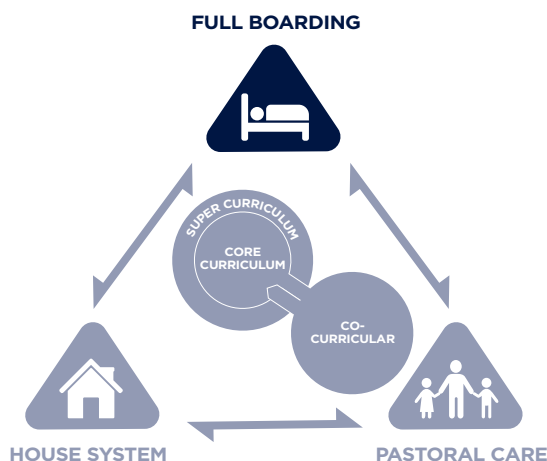 FULL BOARDING
SUPER CURRICULUM
CORE
CURRICULUM
CO-
CURRICULAR
HOUSE SYSTEM
PASTORAL CARE